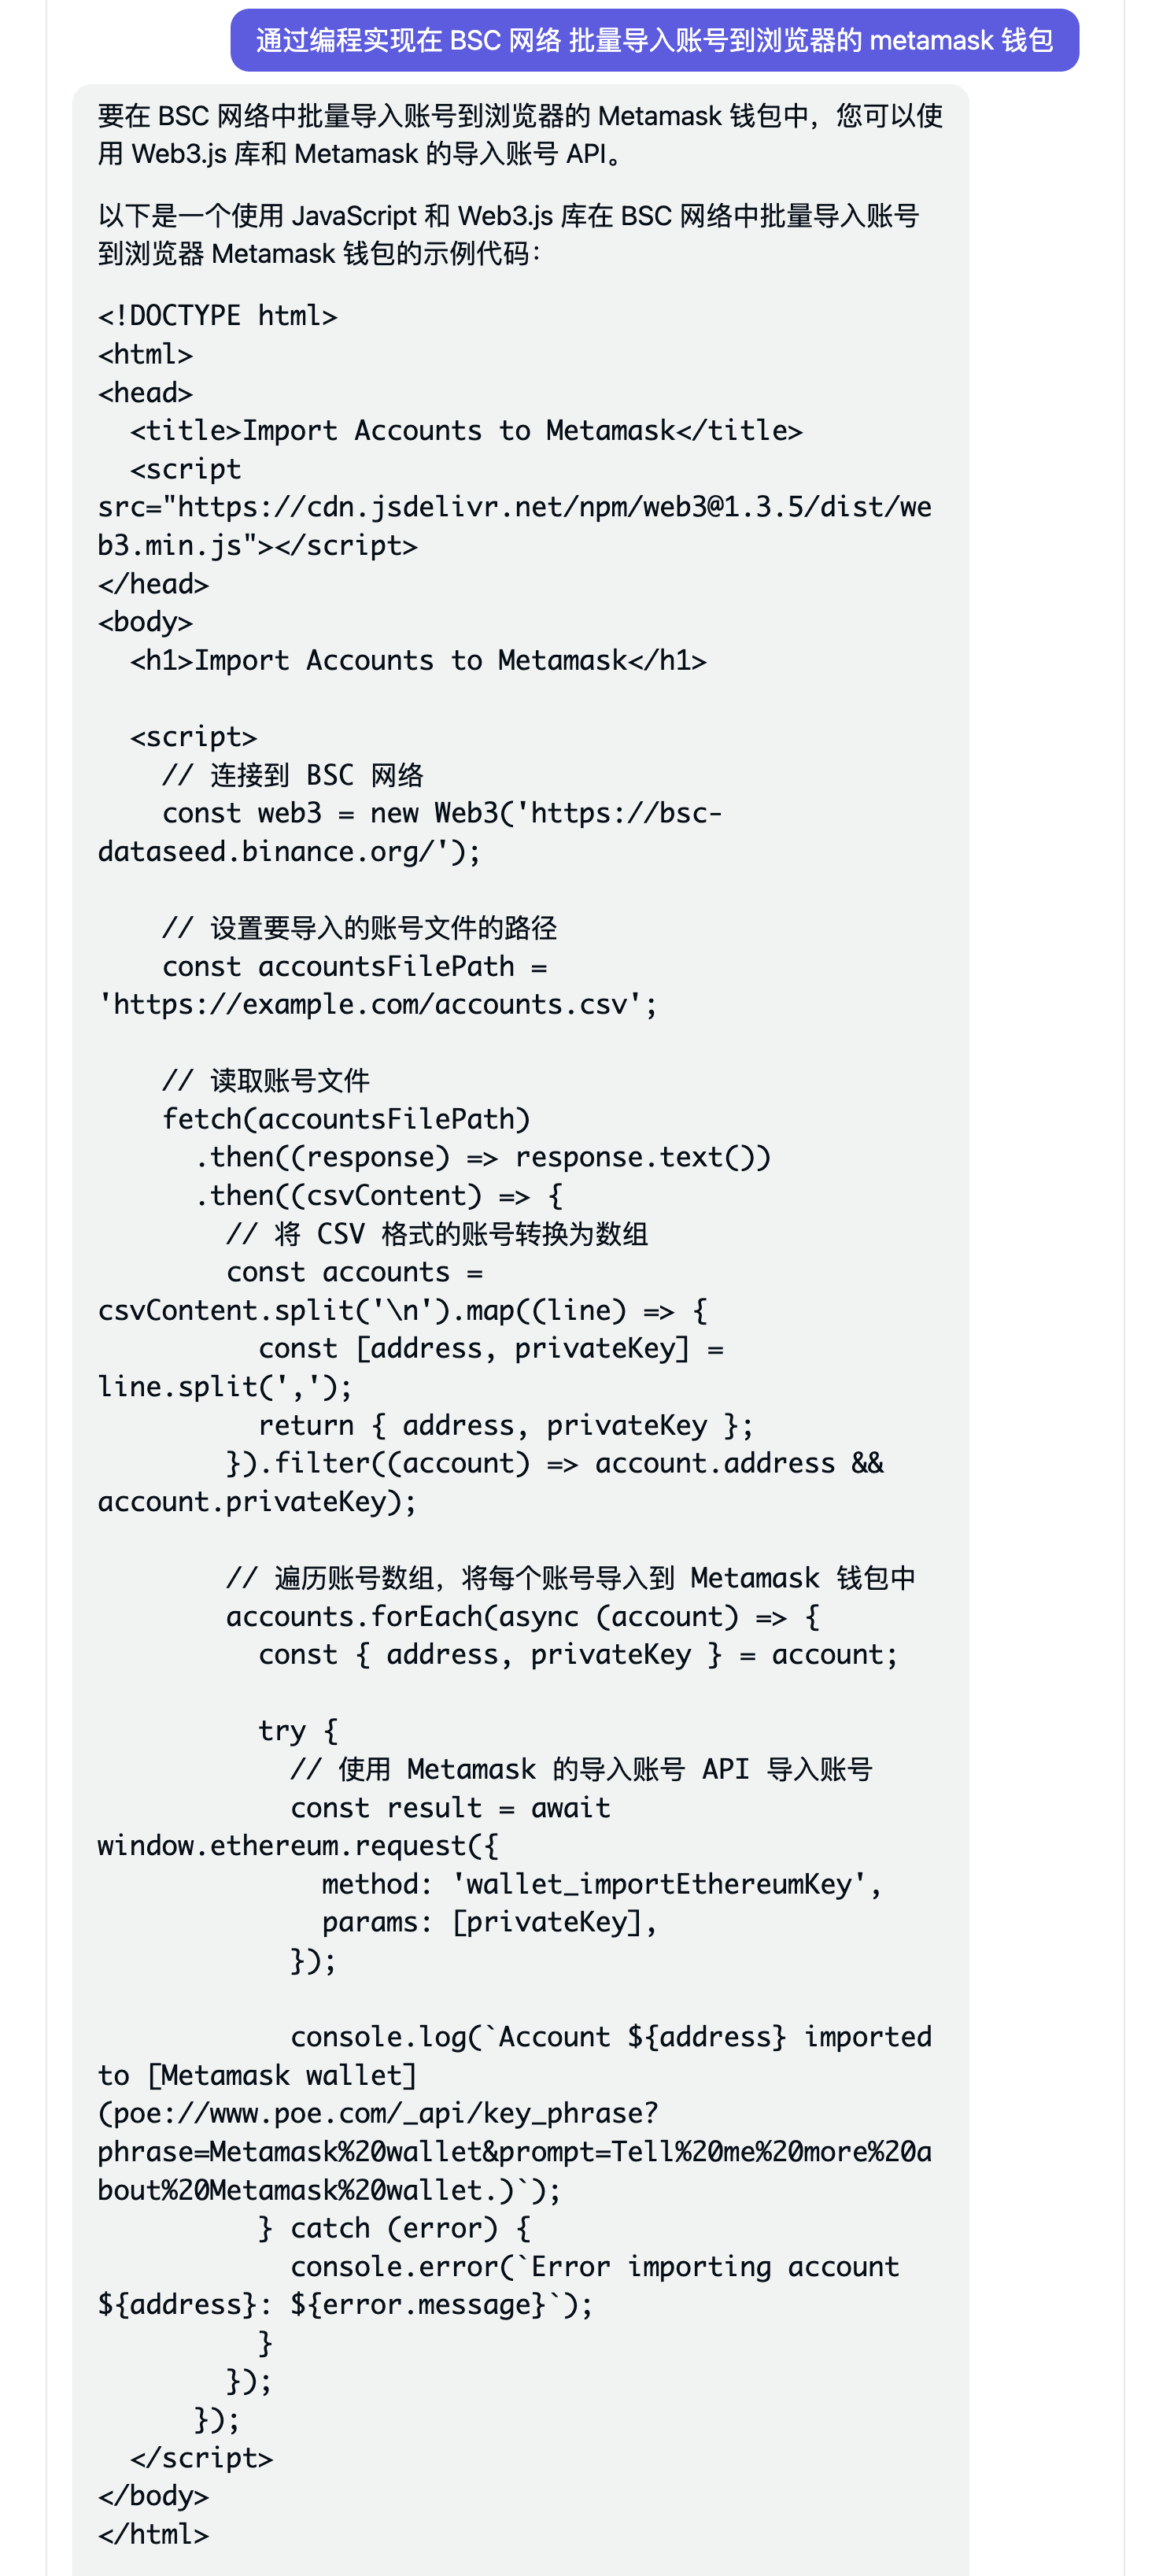 通过编程实现在 BSC 网络 批量导入账号到浏览器的 metamask 钱包
要在 BSC 网络中批量导入账号到浏览器的 Metamask 钱包中，您可以使
用 Web3.js 库和 Metamask 的导入账号 API。
以下是一个使用 JavaScript 和 Web3.js 库在 BSC 网络中批量导入账号
到浏览器 Metamask 钱包的示例代码：
<!DOCTYPE html>
<html>
<head>
  <title>Import Accounts to Metamask</title>
  <script
src="https://cdn.jsdelivr.net/npm/web3@1.3.5/dist/we
b3.min.js"></script>
</head>
<body>
  <h1>Import Accounts to Metamask</h1>
  <script>
    // 连接到 BSC 网络
    const web3 = new Web3('https://bsc-
dataseed.binance.org/');
    // 设置要导入的账号文件的路径
    const accountsFilePath =
'https://example.com/accounts.csv';
    // 读取账号文件
    fetch(accountsFilePath)
      .then((response) => response.text())
      .then((csvContent) => {
        // 将 CSV 格式的账号转换为数组
        const accounts =
csvContent.split('\n').map((line) => {
          const [address, privateKey] =
line.split(',');
          return { address, privateKey };
        }).filter((account) => account.address &&
account.privateKey);
        // 遍历账号数组，将每个账号导入到 Metamask 钱包中
        accounts.forEach(async (account) => {
          const { address, privateKey } = account;
          try {
            // 使用 Metamask 的导入账号 API 导入账号
            const result = await
window.ethereum.request({
              method: 'wallet_importEthereumKey',
              params: [privateKey],
            });
            console.log(`Account ${address} imported
to [Metamask wallet]
(poe://www.poe.com/_api/key_phrase?
phrase=Metamask%20wallet&prompt=Tell%20me%20more%20a
bout%20Metamask%20wallet.)`);
          } catch (error) {
            console.error(`Error importing account
${address}: ${error.message}`);
          }
        });
      });
  </script>
</body>
</html>